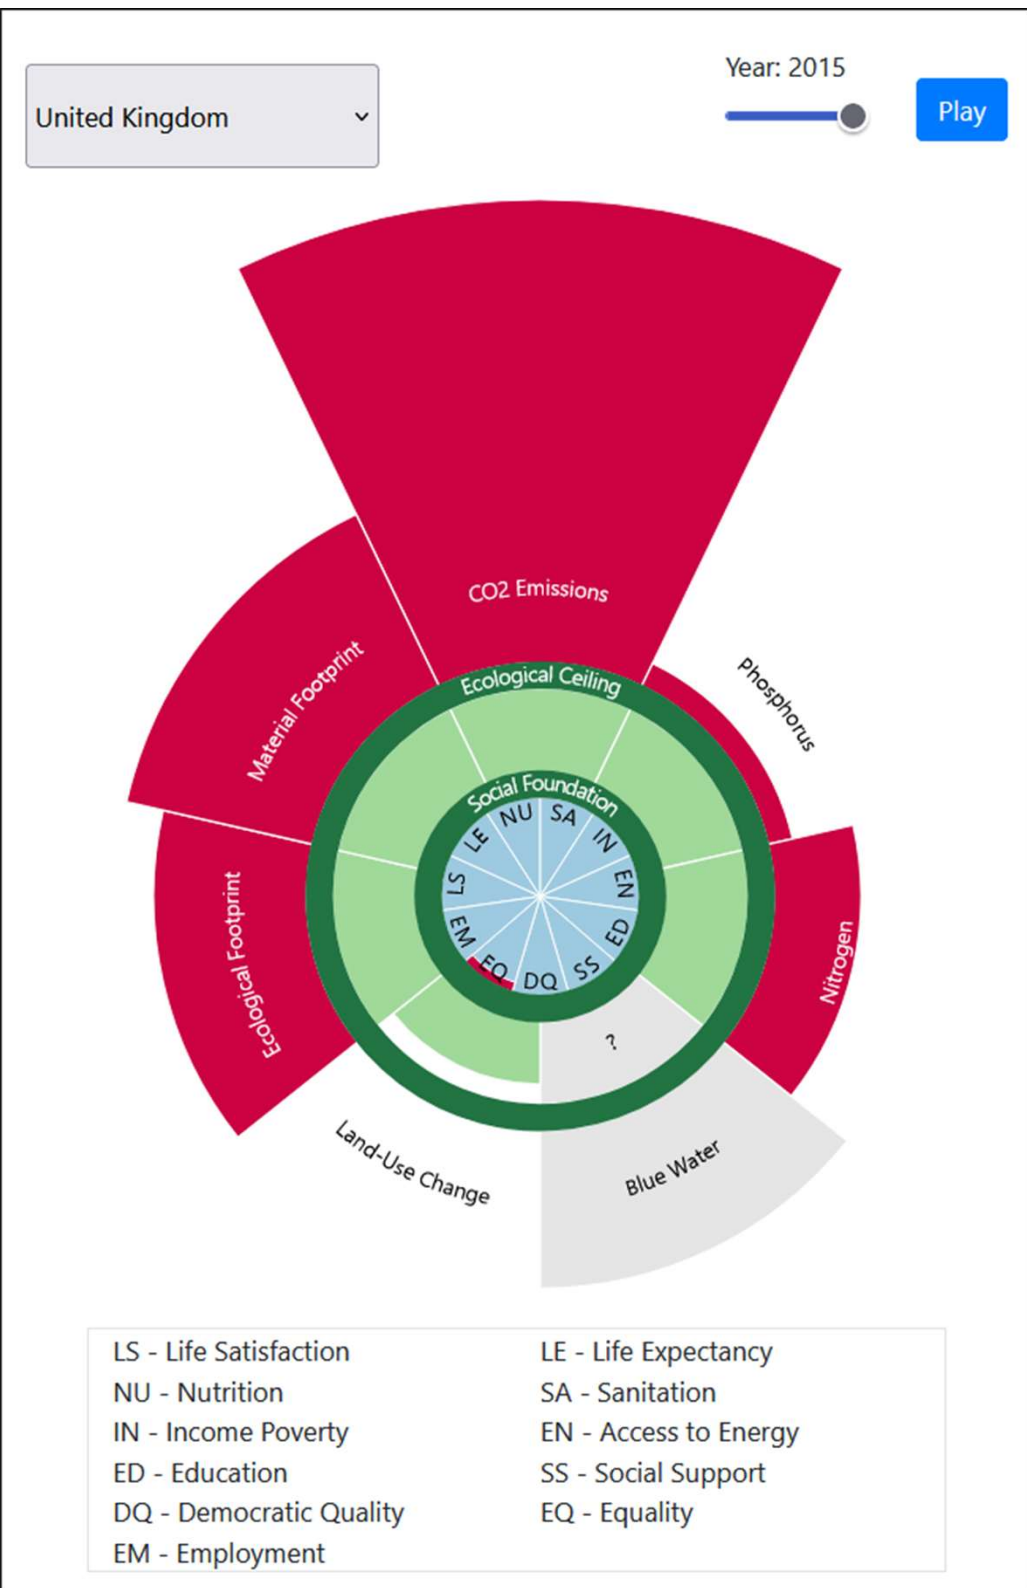 Year: 2015
United Kingdom
Play
CO2 Emissions
Phosphorus
Material Footprint
Ecological Ceiling
Social Foundation
NU
SA
LE
IN
LS
EN
EM
ED
EQ
DQ
SS
Ecological Footprint
Nitrogen
?
Land-Use Change
Blue Water
LS - Life Satisfaction
LE - Life Expectancy
NU - Nutrition
SA - Sanitation
IN - Income Poverty
EN - Access to Energy
ED - Education
SS - Social Support
DQ - Democratic Quality
EQ - Equality
EM - Employment